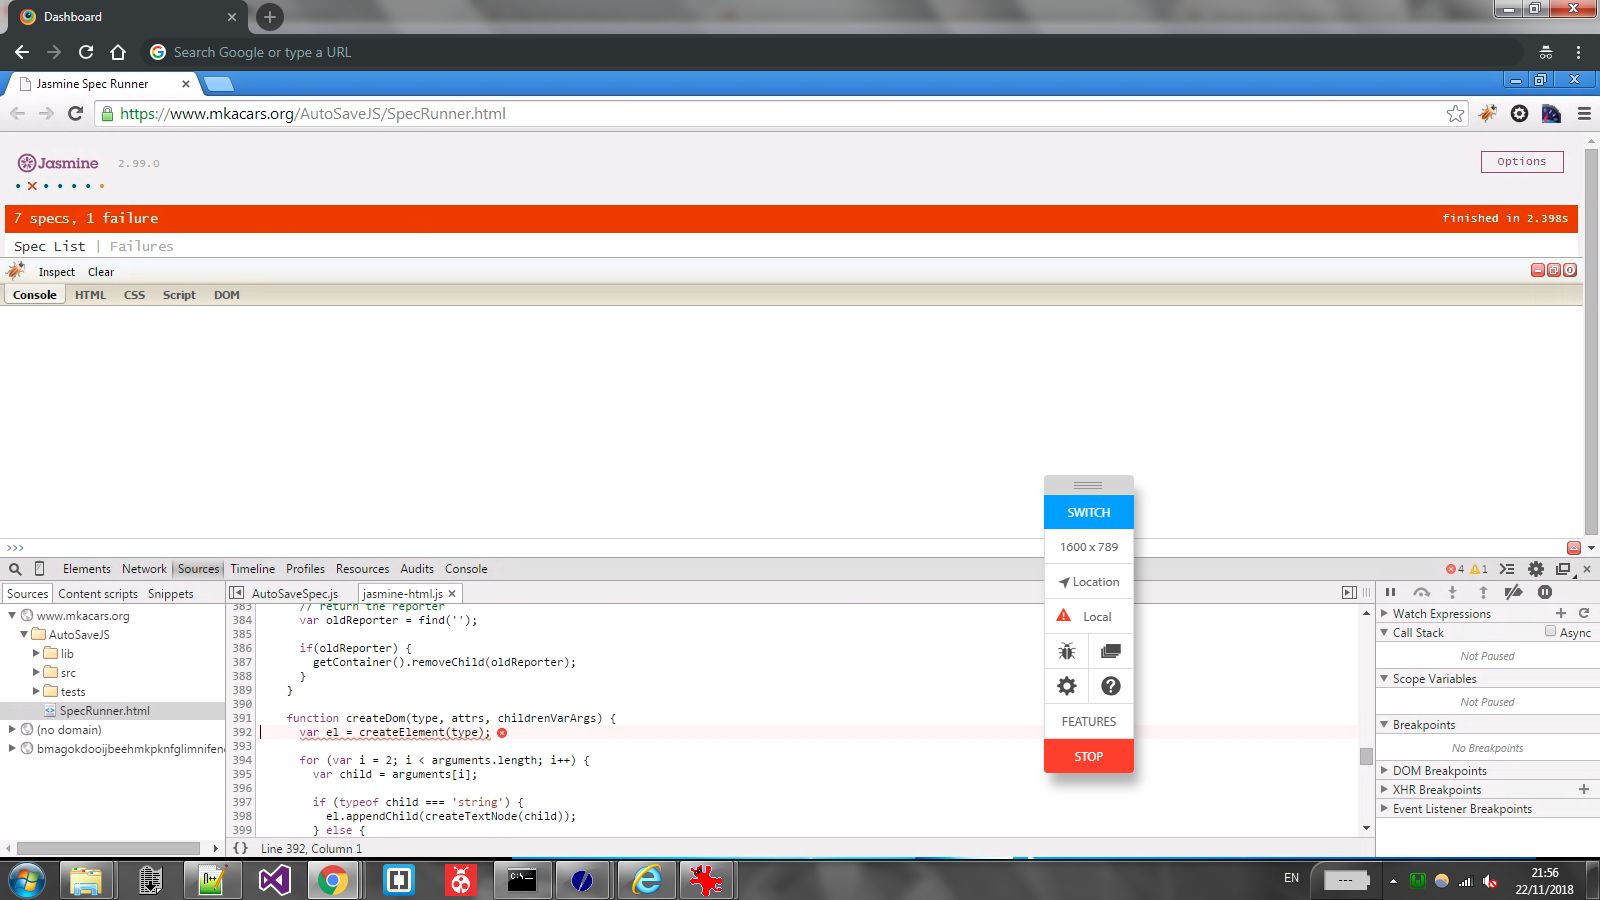 Dashboard
Search Google or type a URL
Jasmine Spec Runner
https://www.mkacars.org/AutoSaveJS/SpecRunner.html
Jasmine 2.99.0
Options
7 specs, 1 failure
finished in 2.398s
Spec List | Failures
Inspect Clear
Console HTML CSS Script DOM
SWITCH
1600 x 789
Location
Local
FEATURES
STOP
>>>
Elements Network Sources Timeline Profiles Resources Audits Console
4 1
Sources Content scripts Snippets
AutoSaveSpec.js jasmine-html.js
www.mkacars.org
AutoSaveJS
lib
src
tests
SpecRunner.html
(no domain)
bmagokdooijbeehmkpknfglimnifen
383 // return the reporter
384 var oldReporter = find('');
385
386 if(oldReporter) {
387 getContainer().removeChild(oldReporter);
388 }
389 }
390
391 function createDom(type, attrs, childrenVarArgs) {
392 var el = createElement(type);
393
394 for (var i = 2; i < arguments.length; i++) {
395 var child = arguments[i];
396
397 if (typeof child === 'string') {
398 el.appendChild(createTextNode(child));
399 } else {
{} Line 392, Column 1
Watch Expressions
Call Stack Async
Not Paused
Scope Variables
Not Paused
Breakpoints
No Breakpoints
DOM Breakpoints
XHR Breakpoints
Event Listener Breakpoints
EN
---
21:56
22/11/2018